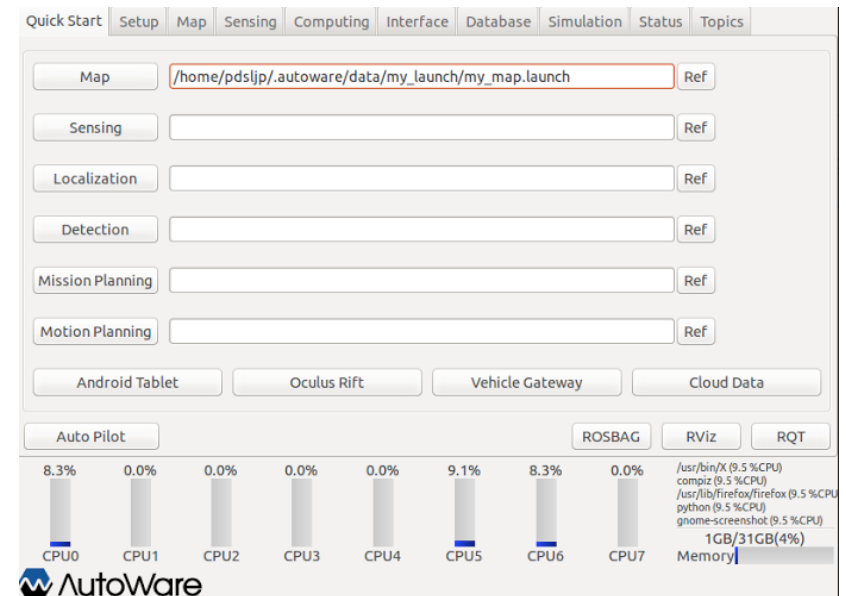 Quick Start Setup Map Sensing Computing Interface Database Simulation Status Topics
Map /home/pdsljp/.autoware/data/my_launch/my_map.launch Ref
Sensing Ref
Localization Ref
Detection Ref
Mission Planning Ref
Motion Planning Ref
Android Tablet Oculus Rift Vehicle Gateway Cloud Data
Auto Pilot ROSBAG RViz RQT
8.3% 0.0% 0.0% 0.0% 0.0% 9.1% 8.3% 0.0%
/usr/bin/X (9.5 %CPU)
compiz (9.5 %CPU)
/usr/lib/firefox/firefox (9.5 %CPU
python (9.5 %CPU)
gnome-screenshot (9.5 %CPU)
1GB/31GB(4%)
CPU0 CPU1 CPU2 CPU3 CPU4 CPU5 CPU6 CPU7 Memory
AutoWare